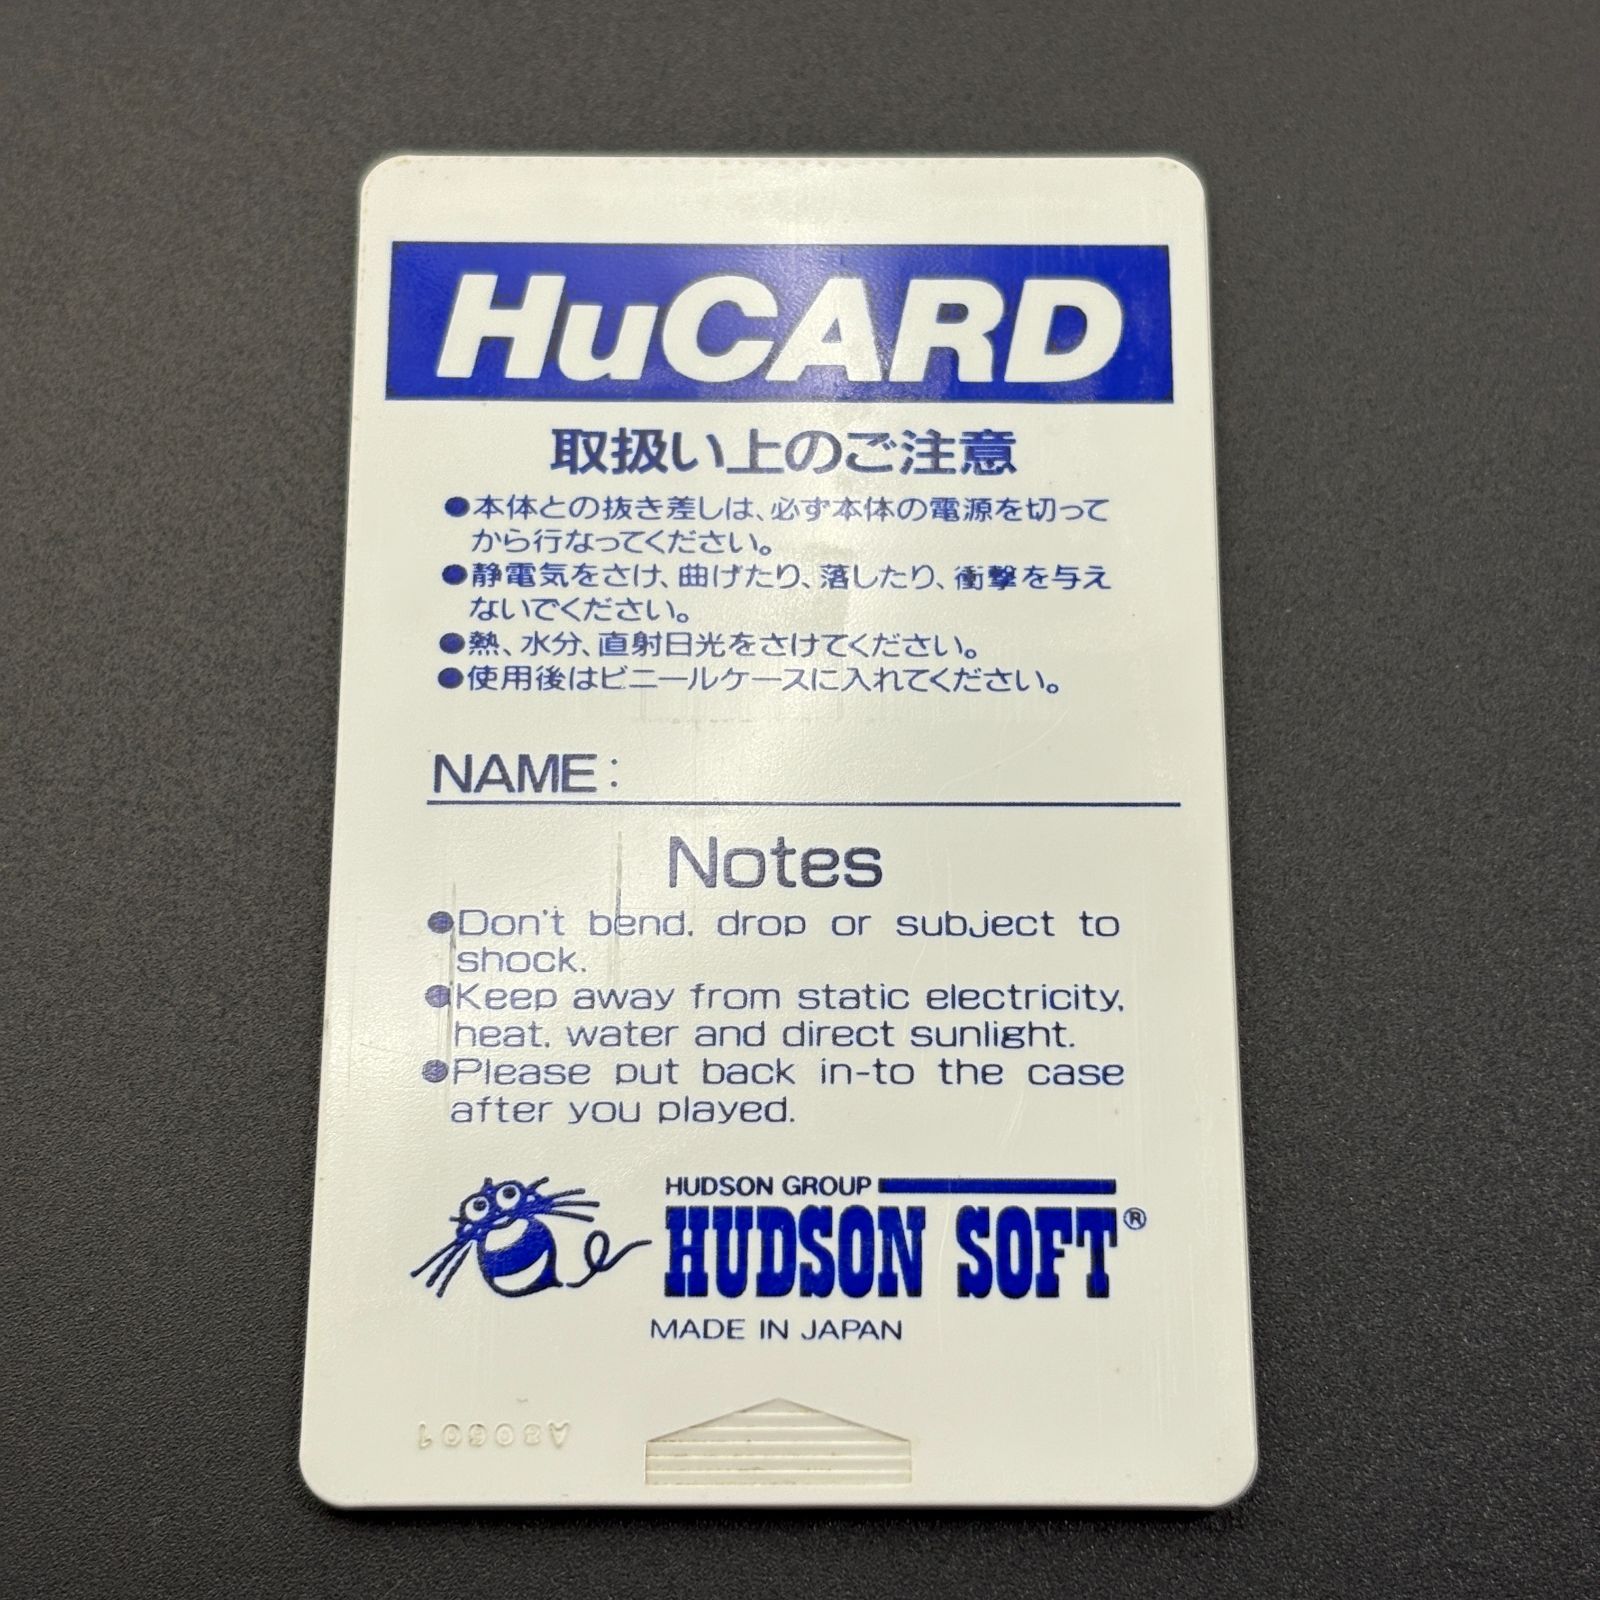 HuCARD
取扱い上のご注意
●本体との抜き差しは、必ず本体の電源を切って
から行なってください。
●静電気をさけ、曲げたり、落したり、衝撃を与え
ないでください。
●熱、水分、直射日光をさけてください。
●使用後はビニールケースに入れてください。
NAME:
Notes
●Don't bend, drop or subject to
shock.
●Keep away from static electricity,
heat, water and direct sunlight.
●Please put back in-to the case
after you played.
HUDSON GROUP
HUDSON SOFT®
MADE IN JAPAN